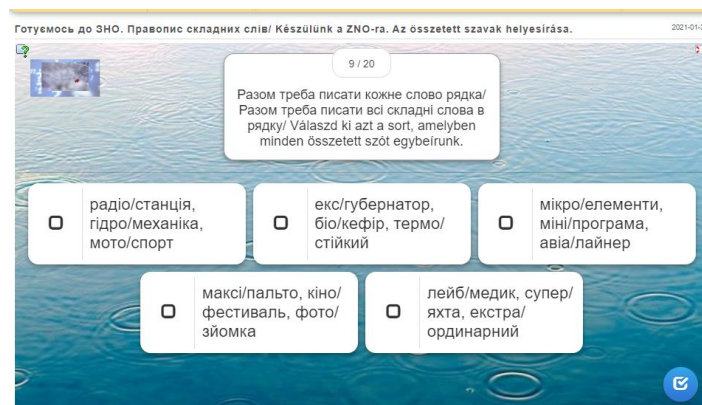 Готуємось до ЗНО. Правопис складних слів/ Készülünk a ZNO-ra. Az összetett szavak helyesírása.
9 / 20
Разом треба писати кожне слово рядка/
Разом треба писати всі складні слова в
рядку/ Válaszd ki azt a sort, amelyben
minden összetett szót egybeírunk.
радіо/станція,
гідро/механіка,
мото/спорт
екс/губернатор,
біо/кефір, термо/
стійкий
мікро/елементи,
міні/програма,
авіа/лайнер
максі/пальто, кіно/
фестиваль, фото/
зйомка
лейб/медик, супер/
яхта, екстра/
ординарний